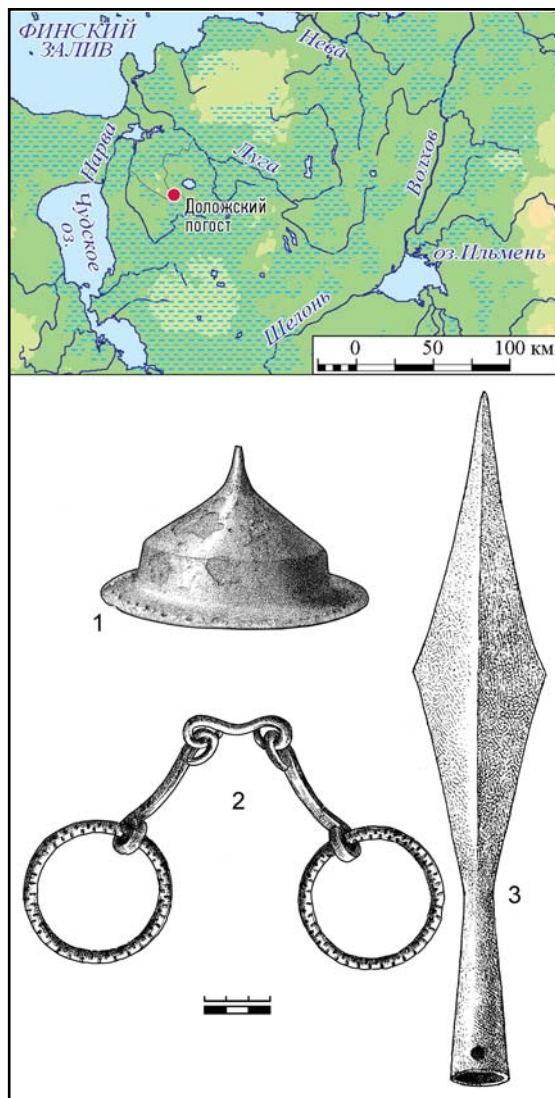 ФИНСКИЙ
ЗАЛИВ
Нева
Нарва
Луга
Волхов
Чудское
оз.
Доложский
погост
оз. Ильмень
Шелонь
0 50 100 км
1
2
3